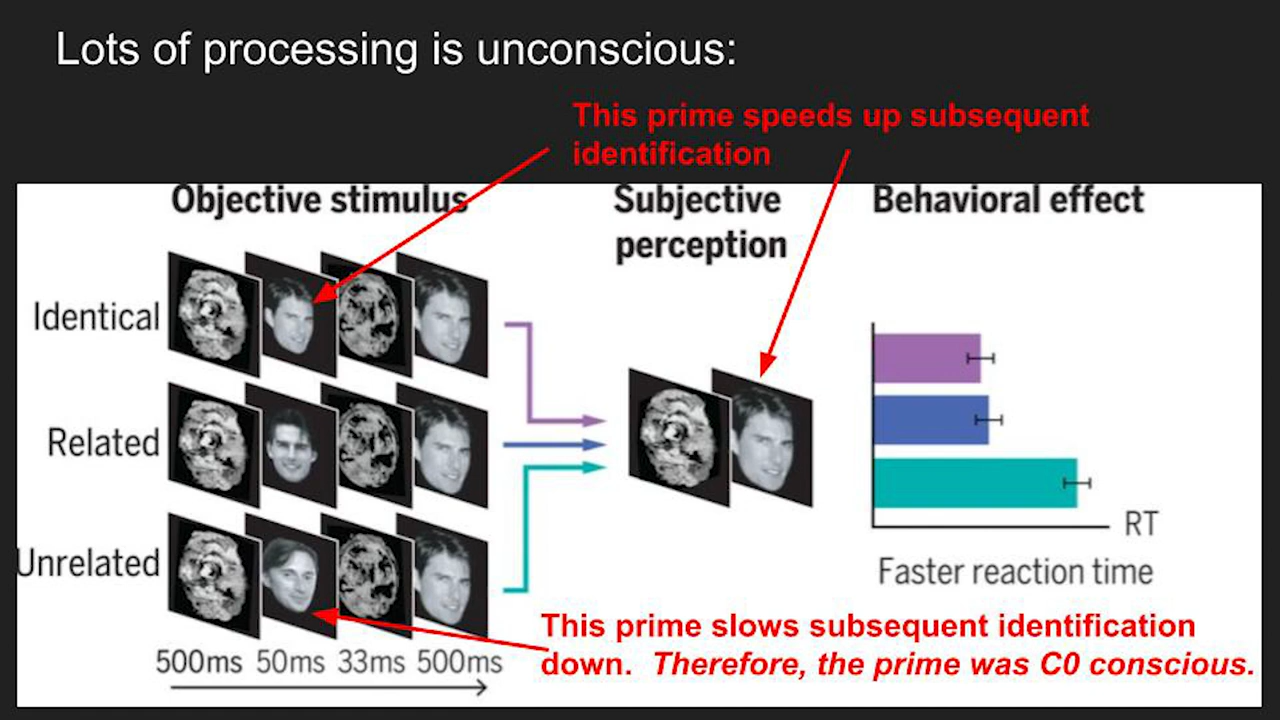 Lots of processing is unconscious:
This prime speeds up subsequent
identification
Objective stimulus
Subjective
perception
Behavioral effect
Identical
Related
Unrelated
500ms 50ms 33ms 500ms
RT
Faster reaction time
This prime slows subsequent identification
down. Therefore, the prime was C0 conscious.